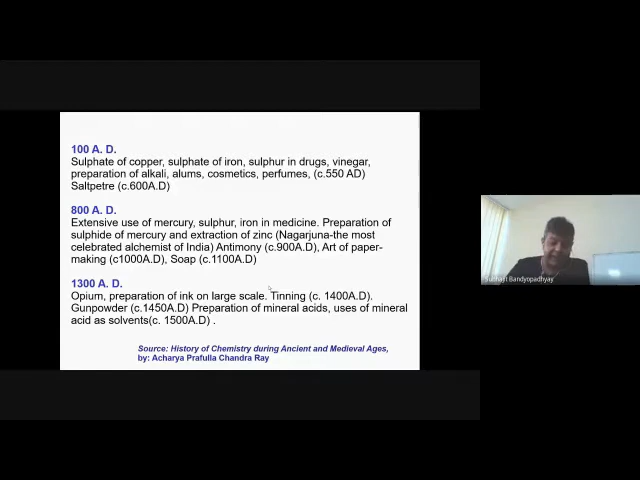 100 A. D.
Sulphate of copper, sulphate of iron, sulphur in drugs, vinegar,
preparation of alkali, alums, cosmetics, perfumes, (c.550 AD)
Saltpetre (c.600A.D)
800 A. D.
Extensive use of mercury, sulphur, iron in medicine. Preparation of
sulphide of mercury and extraction of zinc (Nagarjuna-the most
celebrated alchemist of India) Antimony (c.900A.D), Art of paper-
making (c1000A.D), Soap (c.1100A.D)
1300 A. D.
Opium, preparation of ink on large scale. Tinning (c. 1400A.D).
Gunpowder (c.1450A.D) Preparation of mineral acids, uses of mineral
acid as solvents(c. 1500A.D) .
Source: History of Chemistry during Ancient and Medieval Ages,
by: Acharya Prafulla Chandra Ray
Subhajit Bandyopadhyay